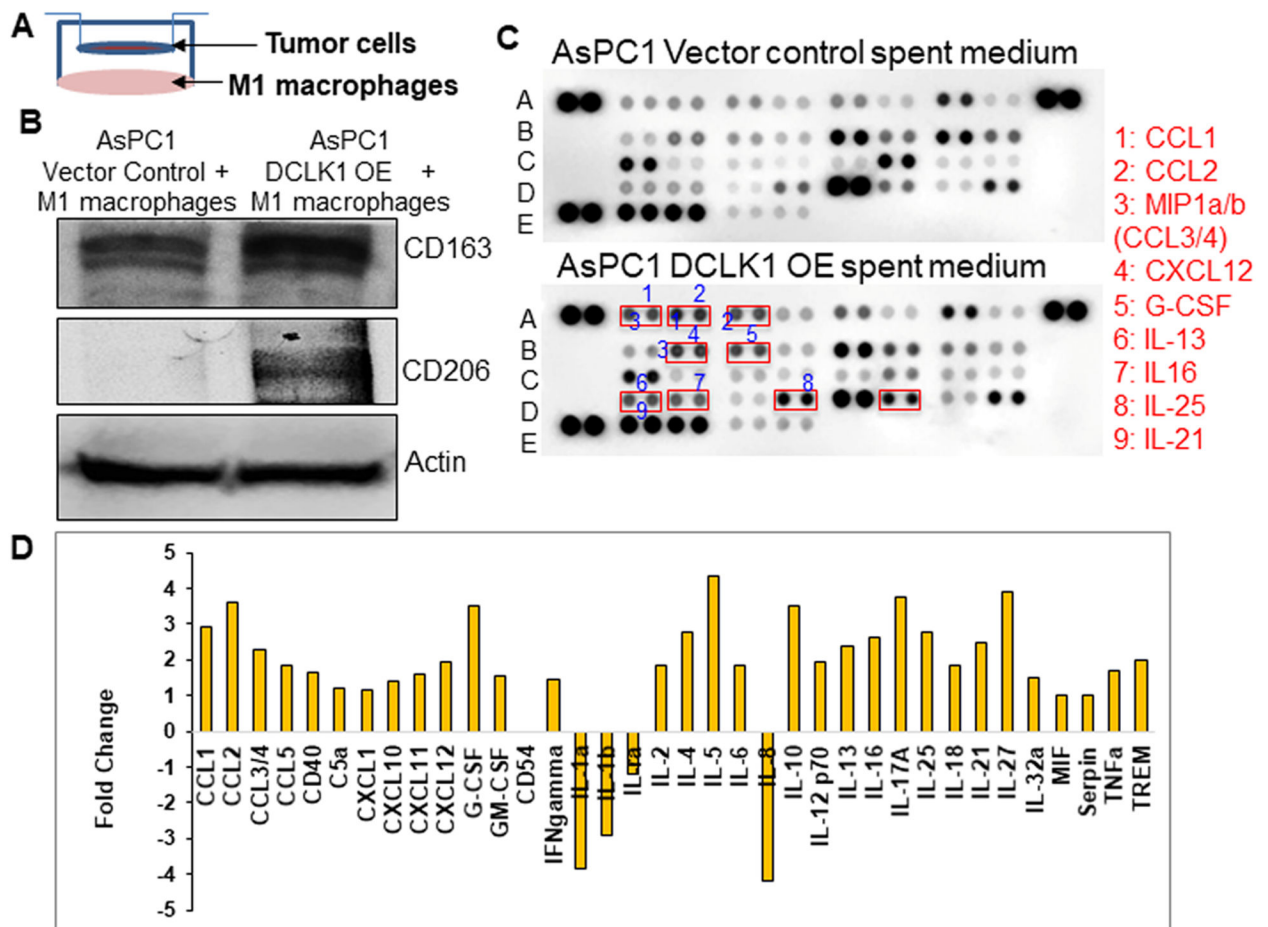 A
Tumor cells
M1 macrophages
B
AsPC1
Vector Control +
M1 macrophages
AsPC1
DCLK1 OE +
M1 macrophages
CD163
CD206
Actin
C
AsPC1 Vector control spent medium
A
B
C
D
E
AsPC1 DCLK1 OE spent medium
1 2
A
3 1 2
4 5
B
3
C
6 7 8
D
9
E
1: CCL1
2: CCL2
3: MIP1a/b
(CCL3/4)
4: CXCL12
5: G-CSF
6: IL-13
7: IL16
8: IL-25
9: IL-21
D
Fold Change
5
4
3
2
1
0
-1
-2
-3
-4
-5
CCL1
CCL2
CCL3/4
CCL5
CD40
C5a
CXCL1
CXCL10
CXCL11
CXCL12
G-CSF
GM-CSF
CD54
IFNgamma
IL-1a
IL-1b
IL-ra
IL-2
IL-4
IL-5
IL-6
IL-8
IL-10
IL-12 p70
IL-13
IL-16
IL-17A
IL-25
IL-18
IL-21
IL-27
IL-32a
MIF
Serpin
TNFa
TREM